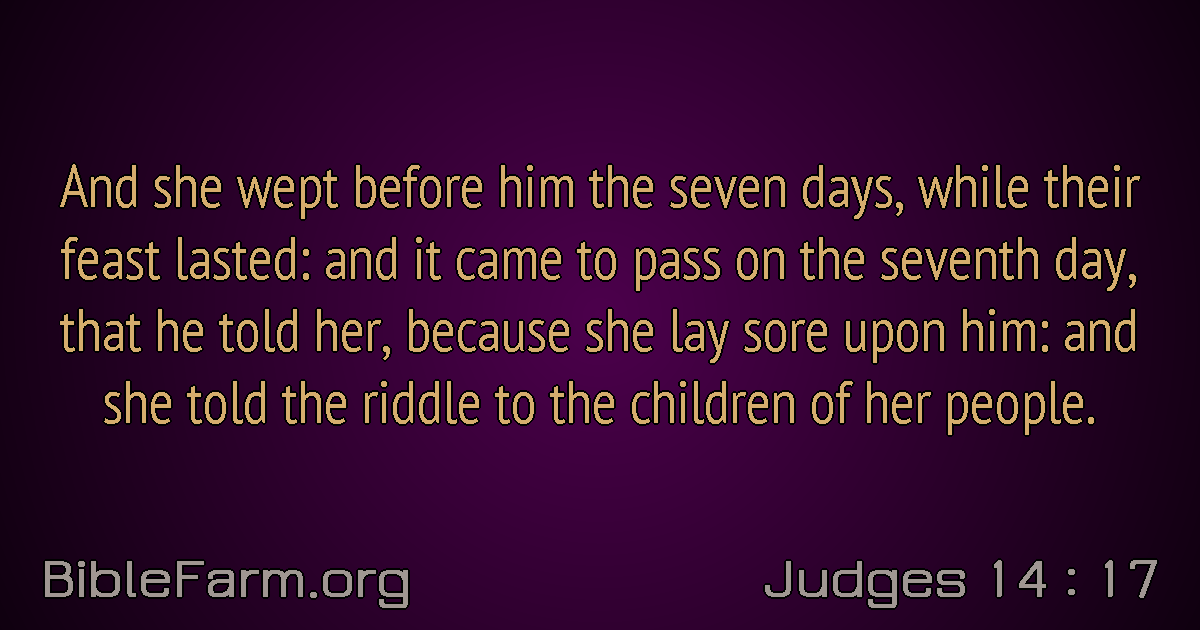 And she wept before him the seven days, while their
feast lasted: and it came to pass on the seventh day,
that he told her, because she lay sore upon him: and
she told the riddle to the children of her people.
BibleFarm.org
Judges 14 : 17